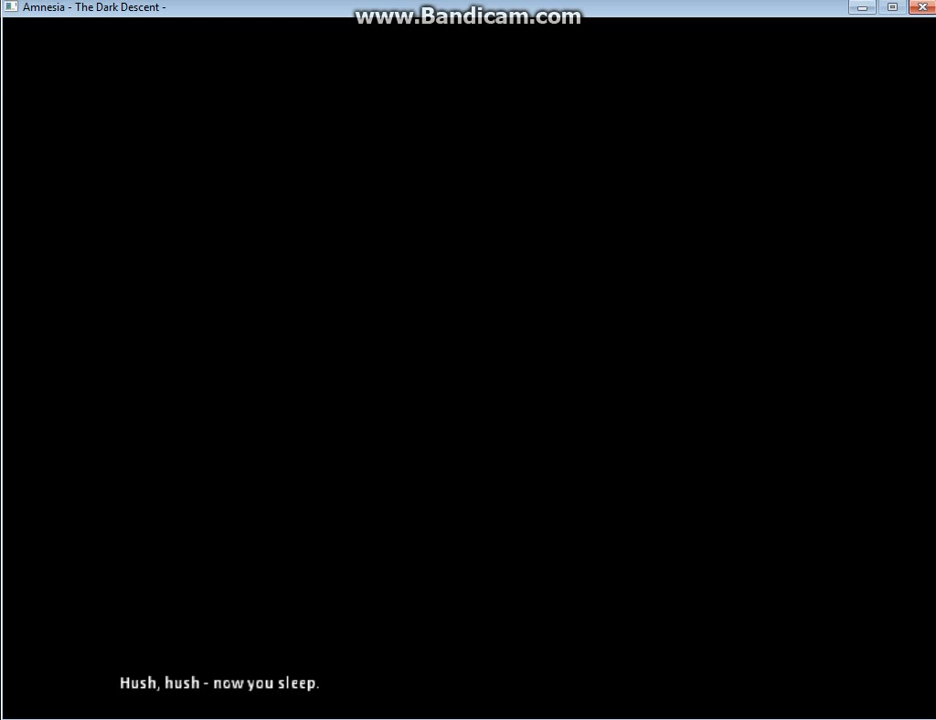 Amnesia - The Dark Descent -
www.Bandicam.com
Hush, hush - now you sleep.